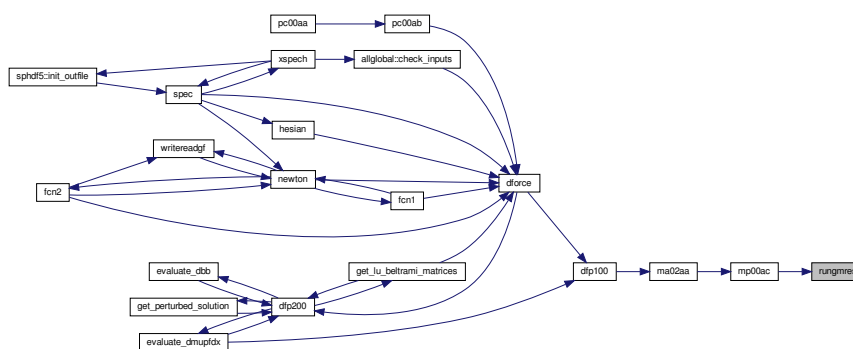 pc00aa
pc00ab
xspech
allglobal::check_inputs
sphdf5::init_outfile
spec
hesian
writereadgf
newton
dforce
fcn2
fcn1
evaluate_dbb
get_lu_beltrami_matrices
dfp100
ma02aa
mp00ac
rungmres
get_perturbed_solution
dfp200
evaluate_dmupfdx